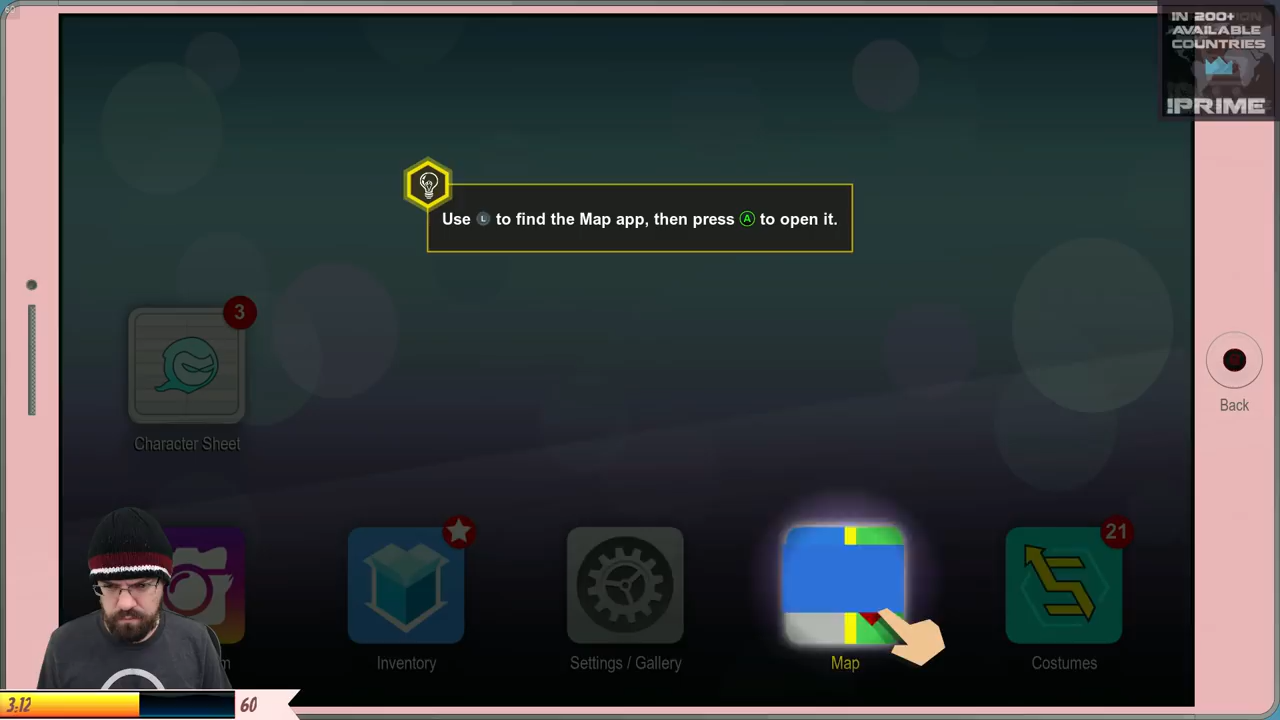 60
IN 200+
AVAILABLE
COUNTRIES
!PRIME
Use L to find the Map app, then press A to open it.
3
Character Sheet
Back
21
m
Inventory
Settings / Gallery
Map
Costumes
3:12
60